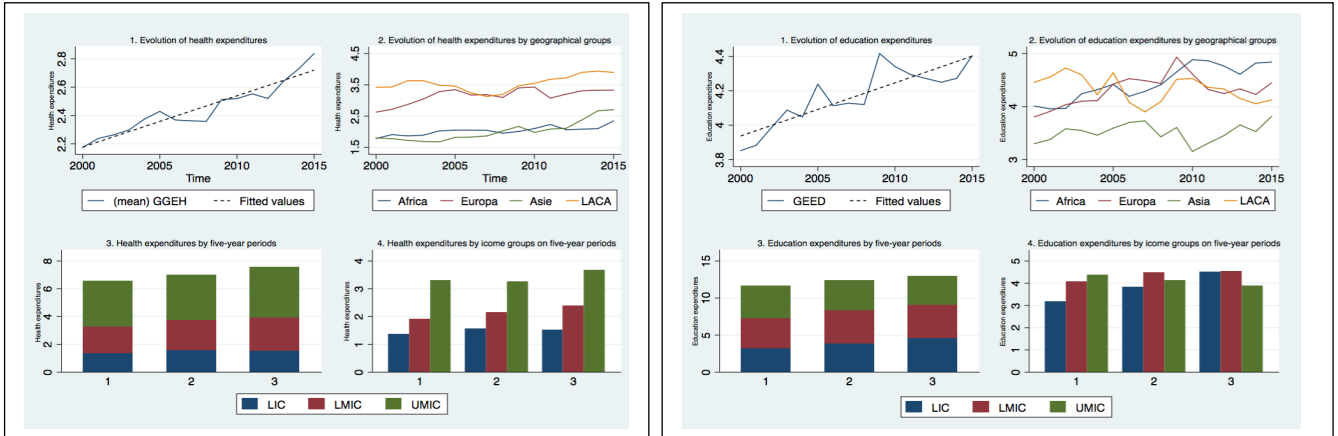 1. Evolution of health expenditures
Health expenditures
2.8
2.6
2.4
2.2
2000 2005 2010 2015
Time
(mean) GGEH Fitted values
2. Evolution of health expenditures by geographical groups
Health expenditures
4.5
3.5
2.5
1.5
2000 2005 2010 2015
Time
Africa Europa Asie LACA
3. Health expenditures by five-year periods
Health expenditures
8
6
4
2
0
1 2 3
4. Health expenditures by icome groups on five-year periods
Health expenditures
4
3
2
1
0
1 2 3
LIC LMIC UMIC
1. Evolution of education expenditures
Education expenditures
4.4
4.2
4
3.8
2000 2005 2010 2015
GEED Fitted values
2. Evolution of education expenditures by geographical groups
Education expenditures
5
4
3
2000 2005 2010 2015
Africa Europa Asia LACA
3. Education expenditures by five-year periods
Education expenditures
15
10
5
0
1 2 3
4. Education expenditures by icome groups on five-year periods
Education expenditures
5
4
3
2
1
0
1 2 3
LIC LMIC UMIC